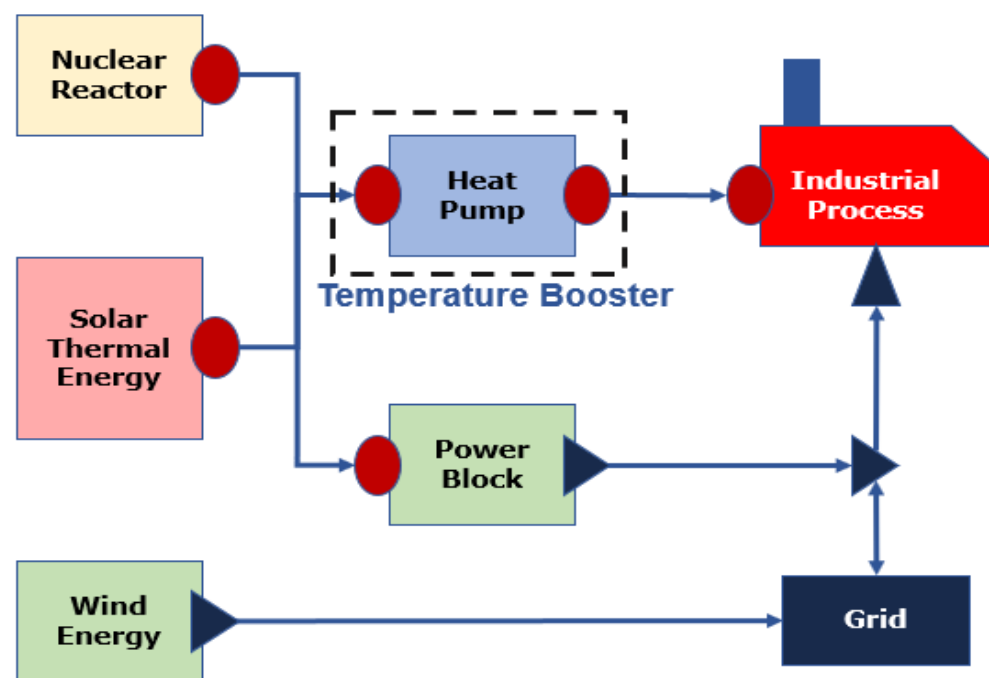 Nuclear
Reactor
Heat
Pump
Industrial
Process
Temperature Booster
Solar
Thermal
Energy
Power
Block
Wind
Energy
Grid